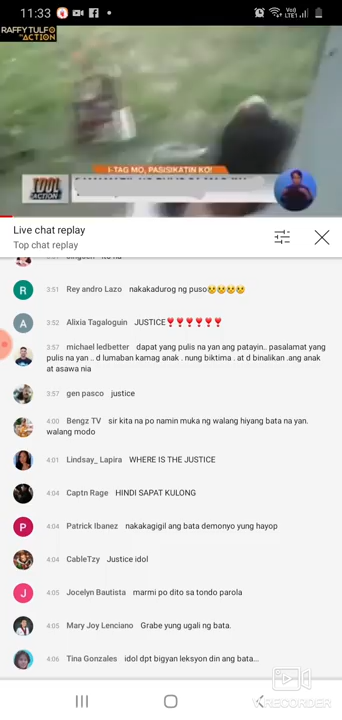 11:33
Vo)
LTE1
RAFFY TULFO
IN ACTION
I-TAG MO, PASISIKATIN KO!
IDOL
IN ACTION
Live chat replay
Top chat replay
R
3:51 Rey andro Lazo nakakadurog ng puso😢😢😢😢
A
3:52 Alixia Tagaloguin JUSTICE❣️❣️❣️❣️❣️❣️
3:57 michael ledbetter dapat yang pulis na yan ang patayin.. pasalamat yang
pulis na yan .. d lumaban kamag anak . nung biktima . at d binalikan .ang anak
at asawa nia
3:57 gen pasco justice
4:00 Bengz TV sir kita na po namin muka ng walang hiyang bata na yan.
walang modo
4:01 Lindsay_ Lapira WHERE IS THE JUSTICE
4:04 Captn Rage HINDI SAPAT KULONG
P
4:04 Patrick Ibanez nakakagigil ang bata demonyo yung hayop
4:04 CableTzy Justice idol
J
4:05 Jocelyn Bautista marmi po dito sa tondo parola
4:05 Mary Joy Lenciano Grabe yung ugali ng bata.
4:06 Tina Gonzales idol dpt bigyan leksyon din ang bata...
VRECORDER